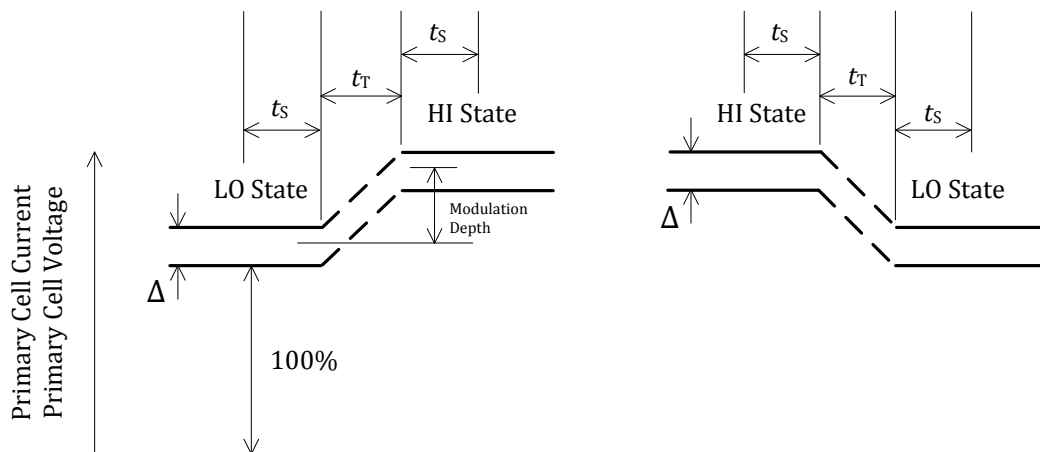 tS
tS
tT
tT
tS
HI State
HI State
tS
LO State
LO State
Modulation
Depth
Δ
Δ
100%
Primary Cell Current
Primary Cell Voltage